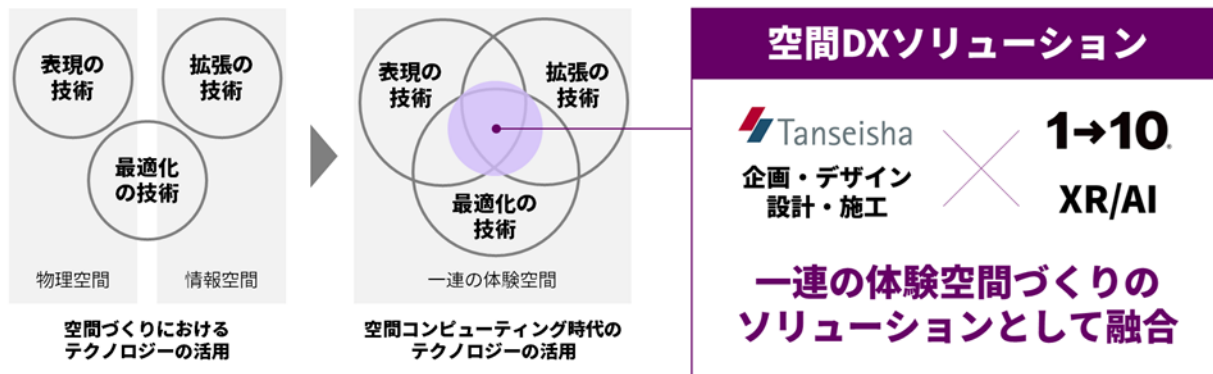 表現の
技術
拡張の
技術
最適化
の技術
物理空間
情報空間
空間づくりにおける
テクノロジーの活用
表現の
技術
拡張の
技術
最適化の
技術
一連の体験空間
空間コンピューティング時代の
テクノロジーの活用
空間DXソリューション
Tanseisha
企画・デザイン
設計・施工
1→10®
XR/AI
一連の体験空間づくりの
ソリューションとして融合